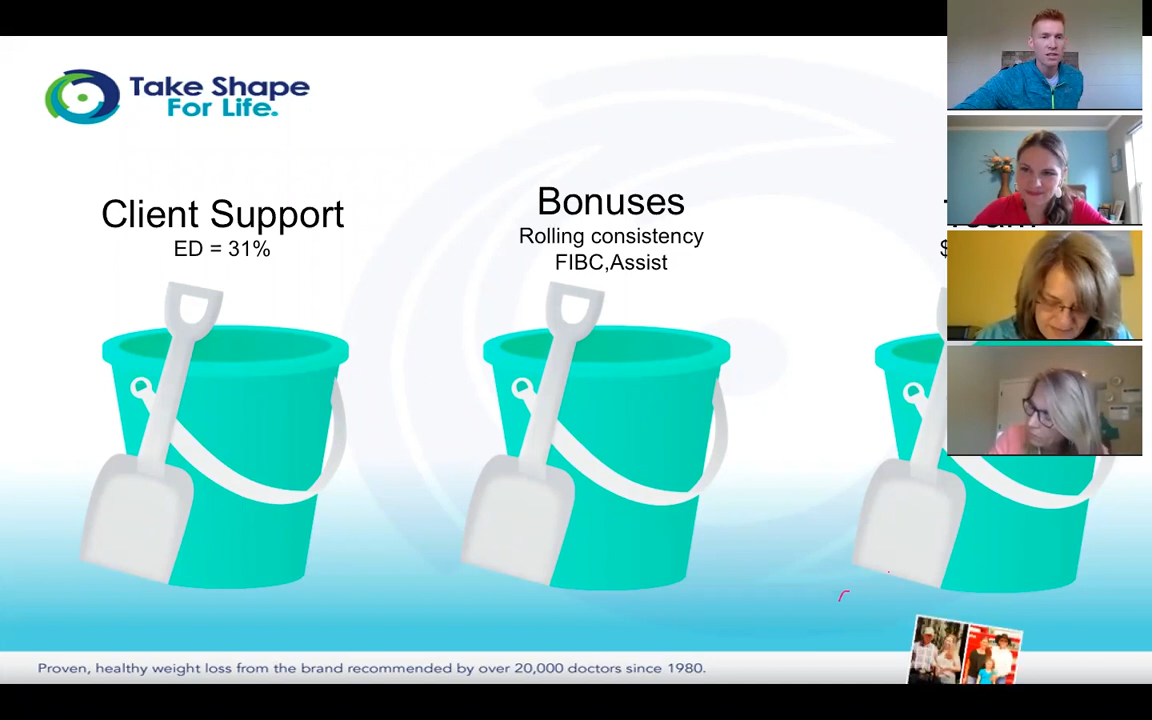 Take Shape
For Life.
Client Support
ED = 31%
Bonuses
Rolling consistency
FIBC,Assist
$
Proven, healthy weight loss from the brand recommended by over 20,000 doctors since 1980.